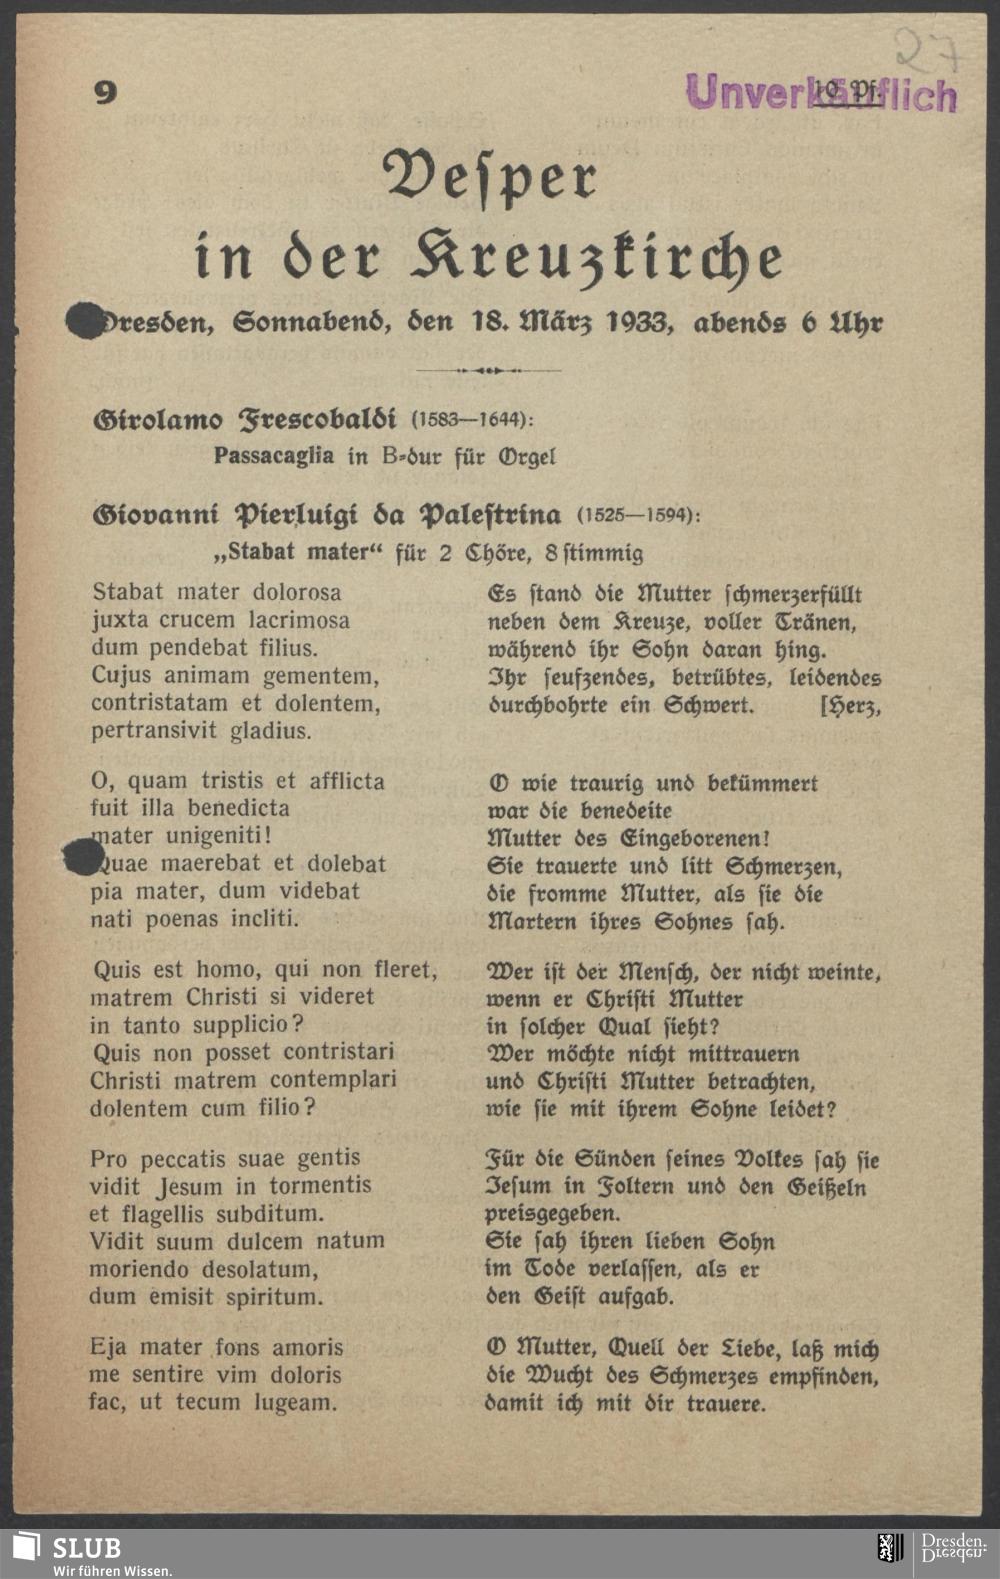 27
9
10 Pf.
Unverkäuflich
Vesper
in der Kreuzkirche
Dresden, Sonnabend, den 18. März 1933, abends 6 Uhr
Girolamo Frescobaldi (1583—1644):
Passacaglia in B-dur für Orgel
Giovanni Pierluigi da Palestrina (1525—1594):
„Stabat mater“ für 2 Chöre, 8 stimmig
Stabat mater dolorosa
juxta crucem lacrimosa
dum pendebat filius.
Cujus animam gementem,
contristatam et dolentem,
pertransivit gladius.
O, quam tristis et afflicta
fuit illa benedicta
mater unigeniti!
Quae maerebat et dolebat
pia mater, dum videbat
nati poenas incliti.
Quis est homo, qui non fleret,
matrem Christi si videret
in tanto supplicio?
Quis non posset contristari
Christi matrem contemplari
dolentem cum filio?
Pro peccatis suae gentis
vidit Jesum in tormentis
et flagellis subditum.
Vidit suum dulcem natum
moriendo desolatum,
dum emisit spiritum.
Eja mater fons amoris
me sentire vim doloris
fac, ut tecum lugeam.
Es stand die Mutter schmerzerfüllt
neben dem Kreuze, voller Tränen,
während ihr Sohn daran hing.
Ihr seufzendes, betrübtes, leidendes
durchbohrte ein Schwert. [Herz,
O wie traurig und bekümmert
war die benedeite
Mutter des Eingeborenen!
Sie trauerte und litt Schmerzen,
die fromme Mutter, als sie die
Martern ihres Sohnes sah.
Wer ist der Mensch, der nicht weinte,
wenn er Christi Mutter
in solcher Qual sieht?
Wer möchte nicht mittrauern
und Christi Mutter betrachten,
wie sie mit ihrem Sohne leidet?
Für die Sünden seines Volkes sah sie
Jesum in Foltern und den Geißeln
preisgegeben.
Sie sah ihren lieben Sohn
im Tode verlassen, als er
den Geist aufgab.
O Mutter, Quell der Liebe, laß mich
die Wucht des Schmerzes empfinden,
damit ich mit dir trauere.
SLUB
Wir führen Wissen.
Dresden.
Dresden.